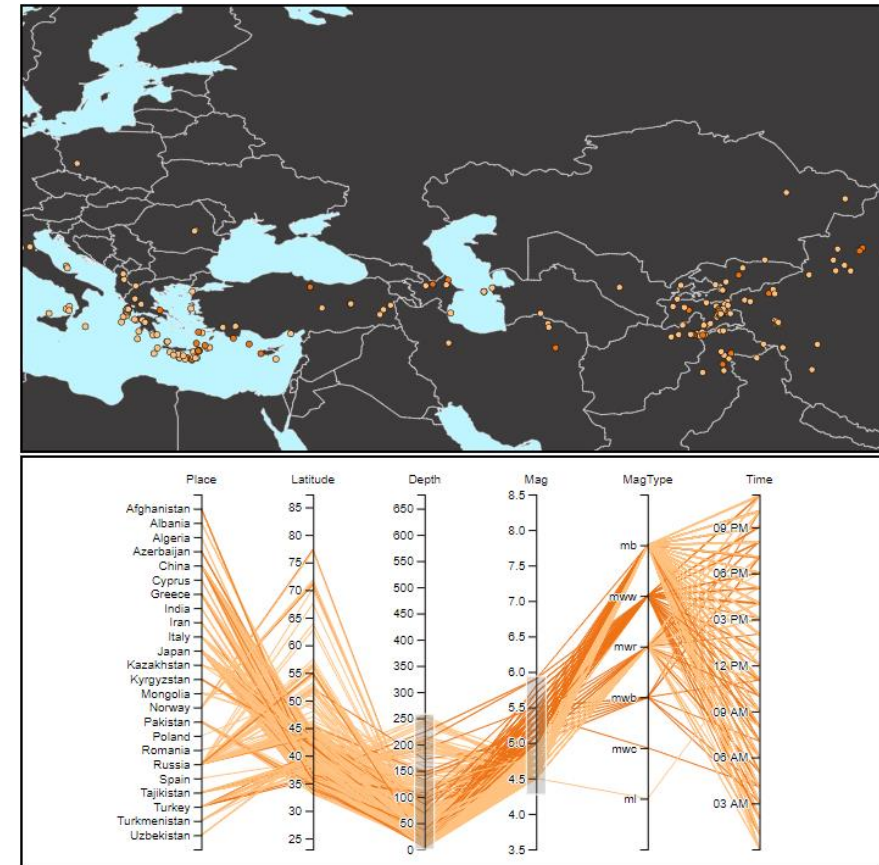 Place Latitude Depth Mag MagType Time
Afghanistan
Albania
Algeria
Azerbaijan
China
Cyprus
Greece
India
Iran
Italy
Japan
Kazakhstan
Kyrgyzstan
Mongolia
Norway
Pakistan
Poland
Romania
Russia
Spain
Tajikistan
Turkey
Turkmenistan
Uzbekistan
85
80
75
70
65
60
55
50
45
40
35
30
25
650
600
550
500
450
400
350
300
250
200
150
100
50
0
8.5
8.0
7.5
7.0
6.5
6.0
5.5
5.0
4.5
4.0
3.5
mb
mww
mwr
mwb
mwc
ml
09 PM
06 PM
03 PM
12 PM
09 AM
06 AM
03 AM